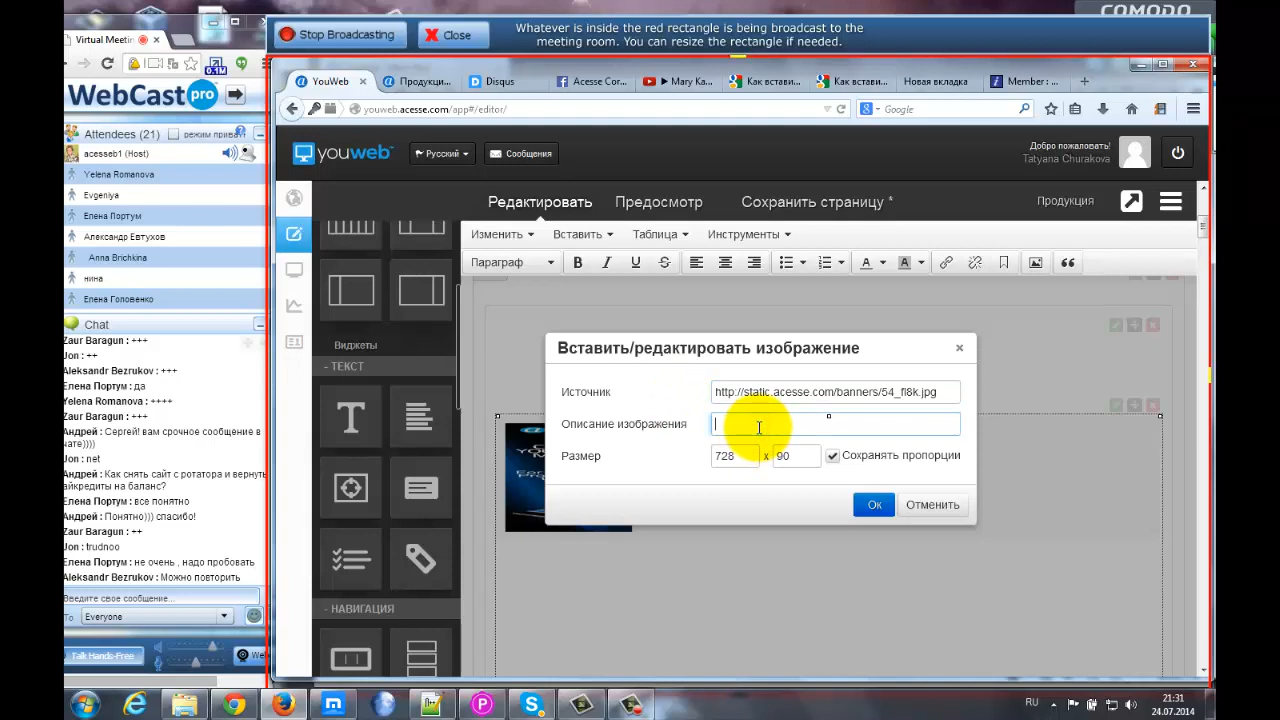 COMODO
Stop Broadcasting
Close
Whatever is inside the red rectangle is being broadcast to the
meeting room. You can resize the rectangle if needed.
Virtual Meetin
0.1M
WebCast pro
Attendees (21)
acesseb1 (Host)
Yelena Romanova
Evgeniya
Елена Портум
Александр Евтухов
Anna Brichkina
нина
Елена Головенко
Chat
Zaur Baragun : +++
Jon : ++
Aleksandr Bezrukov : +++
Елена Портум : да
Yelena Romanova : ++++
Zaur Baragun : +++
Андрей : Сергей! вам срочное сообщение в
чате))))
Jon : net
Андрей : Как снять сайт с ротатора и вернуть
айкредиты на баланс?
Елена Портум : все понятно
Андрей : Понятно))) спасибо!
Zaur Baragun : ++
Jon : trudnoo
Елена Портум : не очень , надо пробовать
Aleksandr Bezrukov : Можно повторить
Введите свое сообщение...
To
Everyone
Talk Hands-Free
We
YouWeb
Продукци...
Disqus
Acesse Cor...
Mary Ka...
Как встави...
Как встави...
Новая вкладка
Member : ...
youweb.acesse.com/app#/editor/
Google
youweb
Русский
Сообщения
Добро пожаловать!
Tatyana Churakova
Редактировать
Предосмотр
Сохранить страницу *
Продукция
Изменить
Вставить
Таблица
Инструменты
Параграф
B I U S
A A
Виджеты
- ТЕКСТ
T
- НАВИГАЦИЯ
Вставить/редактировать изображение
Источник
http://static.acesse.com/banners/54_fl8k.jpg
Описание изображения
Размер
728 x 90
Сохранять пропорции
Ок
Отменить
RU
21:31
24.07.2014